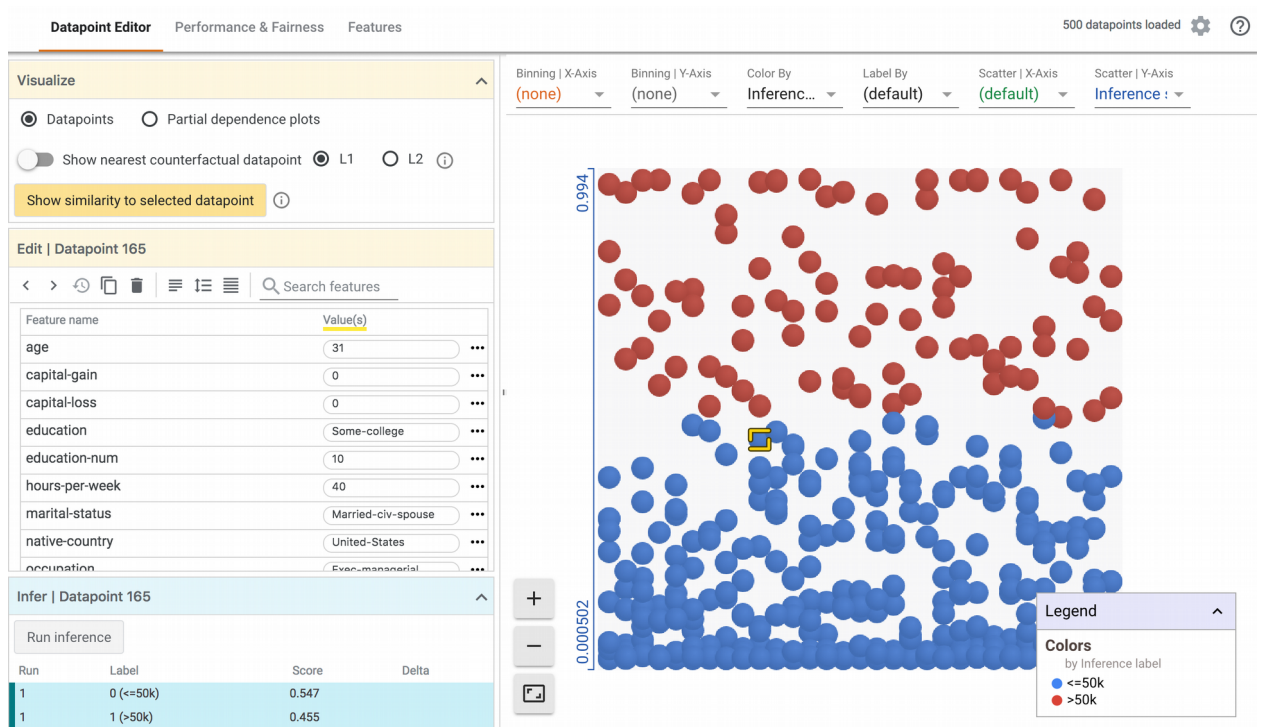 Datapoint Editor Performance & Fairness Features 500 datapoints loaded
Visualize
Datapoints Partial dependence plots
Show nearest counterfactual datapoint L1 L2
Show similarity to selected datapoint
Edit | Datapoint 165
Search features
Feature name Value(s)
age 31
capital-gain 0
capital-loss 0
education Some-college
education-num 10
hours-per-week 40
marital-status Married-civ-spouse
native-country United-States
occupation Exec-managerial
Infer | Datapoint 165
Run inference
Run Label Score Delta
1 0 (<=50k) 0.547
1 1 (>50k) 0.455
Binning | X-Axis Binning | Y-Axis Color By Label By Scatter | X-Axis Scatter | Y-Axis
(none) (none) Inferenc... (default) (default) Inference :
0.994
0.000502
Legend
Colors
by Inference label
<=50k
>50k